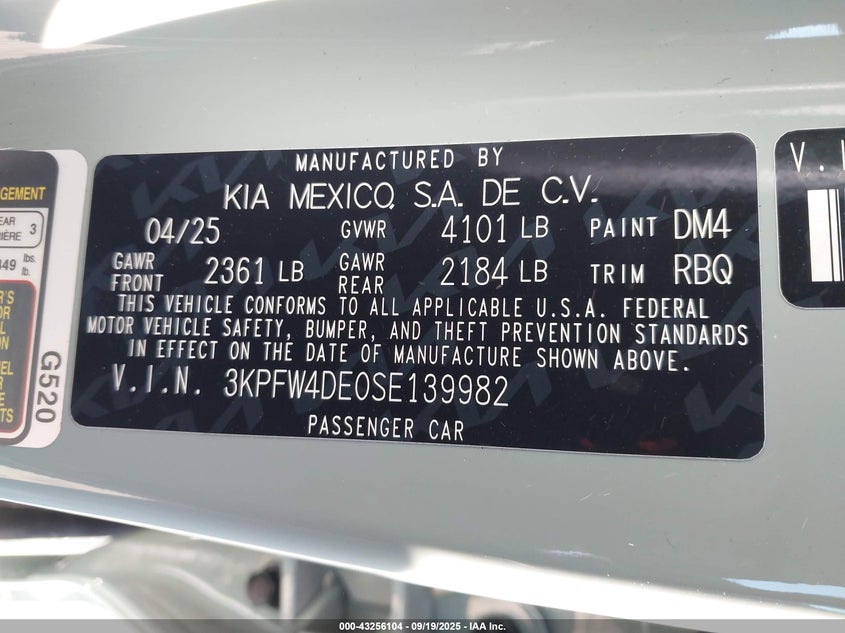 MANUFACTURED BY
KIA MEXICO, S.A. DE C.V.
04/25 GVWR 4101 LB PAINT DM4
GAWR FRONT 2361 LB GAWR REAR 2184 LB TRIM RBQ
THIS VEHICLE CONFORMS TO ALL APPLICABLE U.S.A. FEDERAL
MOTOR VEHICLE SAFETY, BUMPER, AND THEFT PREVENTION STANDARDS
IN EFFECT ON THE DATE OF MANUFACTURE SHOWN ABOVE.
V.I.N. 3KPFW4DE0SE139982
PASSENGER CAR
3
lbs.
lb.
G520
000-43256104 - 09/19/2025 - IAA Inc.